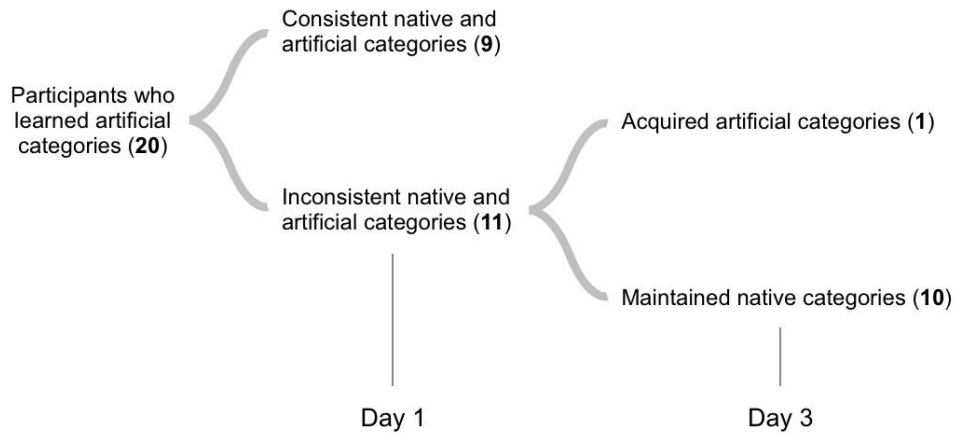 Consistent native and
artificial categories (9)
Participants who
learned artificial
categories (20)
Acquired artificial categories (1)
Inconsistent native and
artificial categories (11)
Maintained native categories (10)
Day 1
Day 3